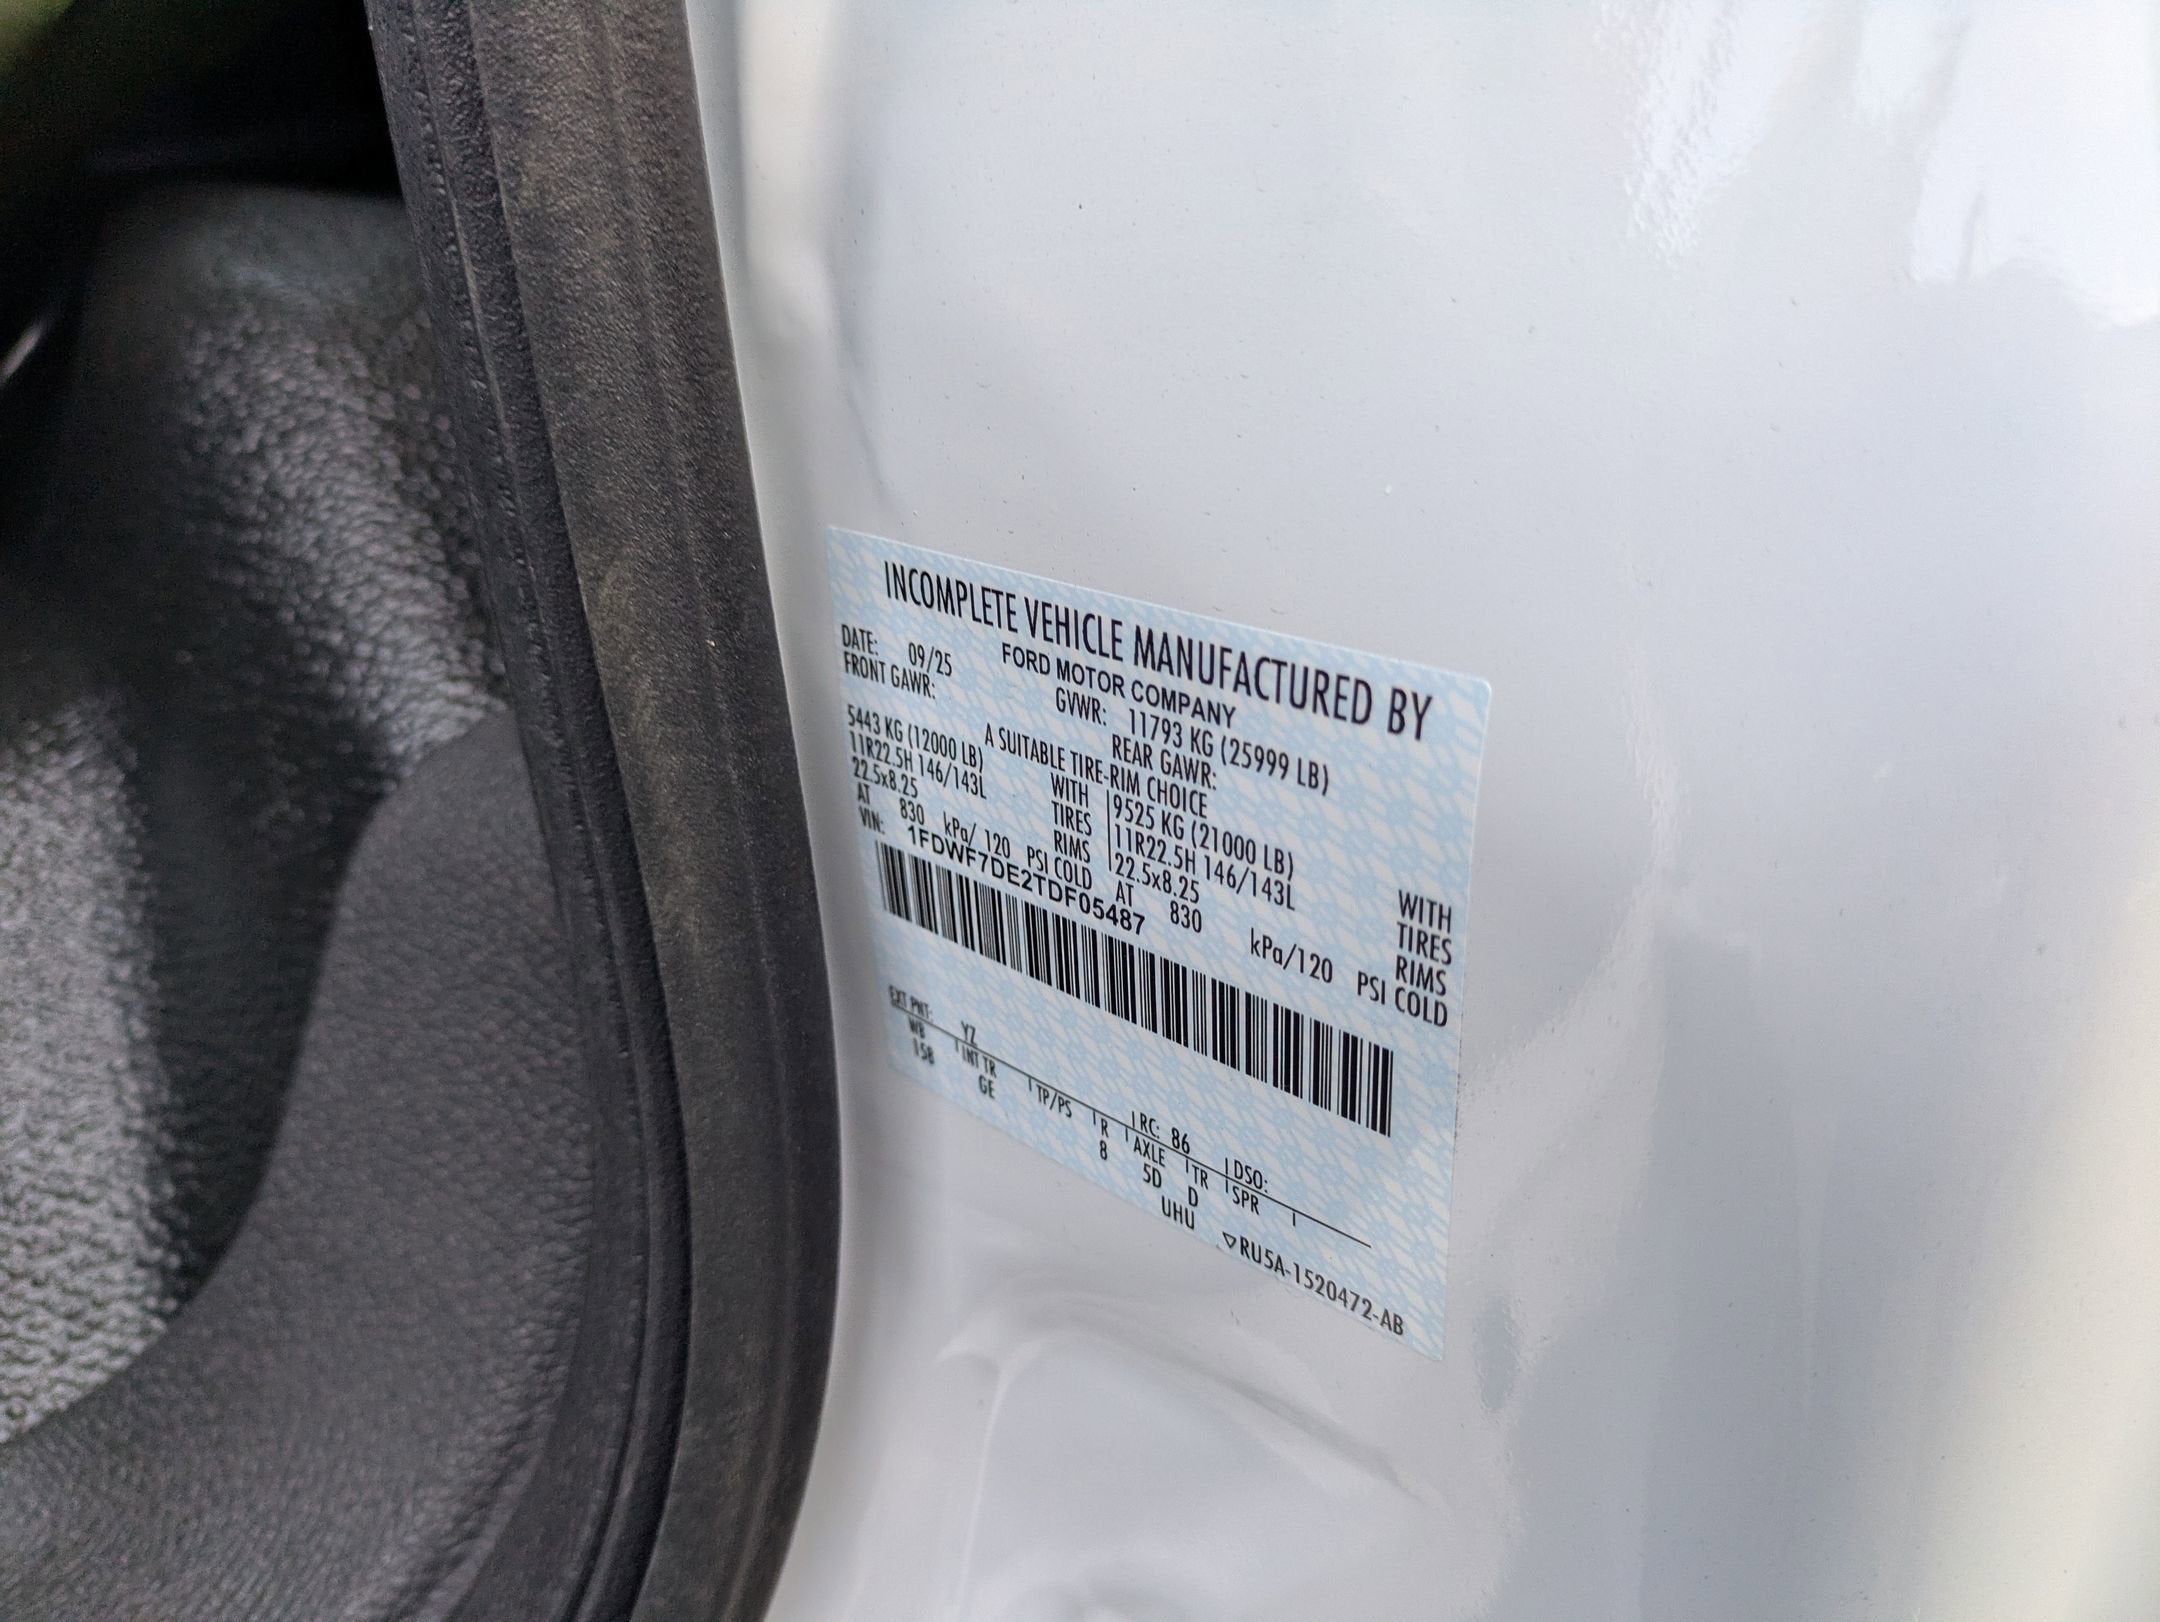 INCOMPLETE VEHICLE MANUFACTURED BY
FORD MOTOR COMPANY
DATE: 09/25 GVWR: 11793 KG (25999 LB)
FRONT GAWR: REAR GAWR:
A SUITABLE TIRE-RIM CHOICE
5443 KG (12000 LB) WITH 9525 KG (21000 LB) WITH
11R22.5H 146/143L TIRES 11R22.5H 146/143L TIRES
22.5x8.25 RIMS 22.5x8.25 RIMS
AT 830 kPa/ 120 PSI COLD AT 830 kPa/120 PSI COLD
VIN: 1FDWF7DE2TDF05487
EXT PNT: YZ RC: 86 DSO:
WB INT TR TP/PS R AXLE TR SPR
158 GE 8 5D D
UHU
▽RU5A-1520472-AB